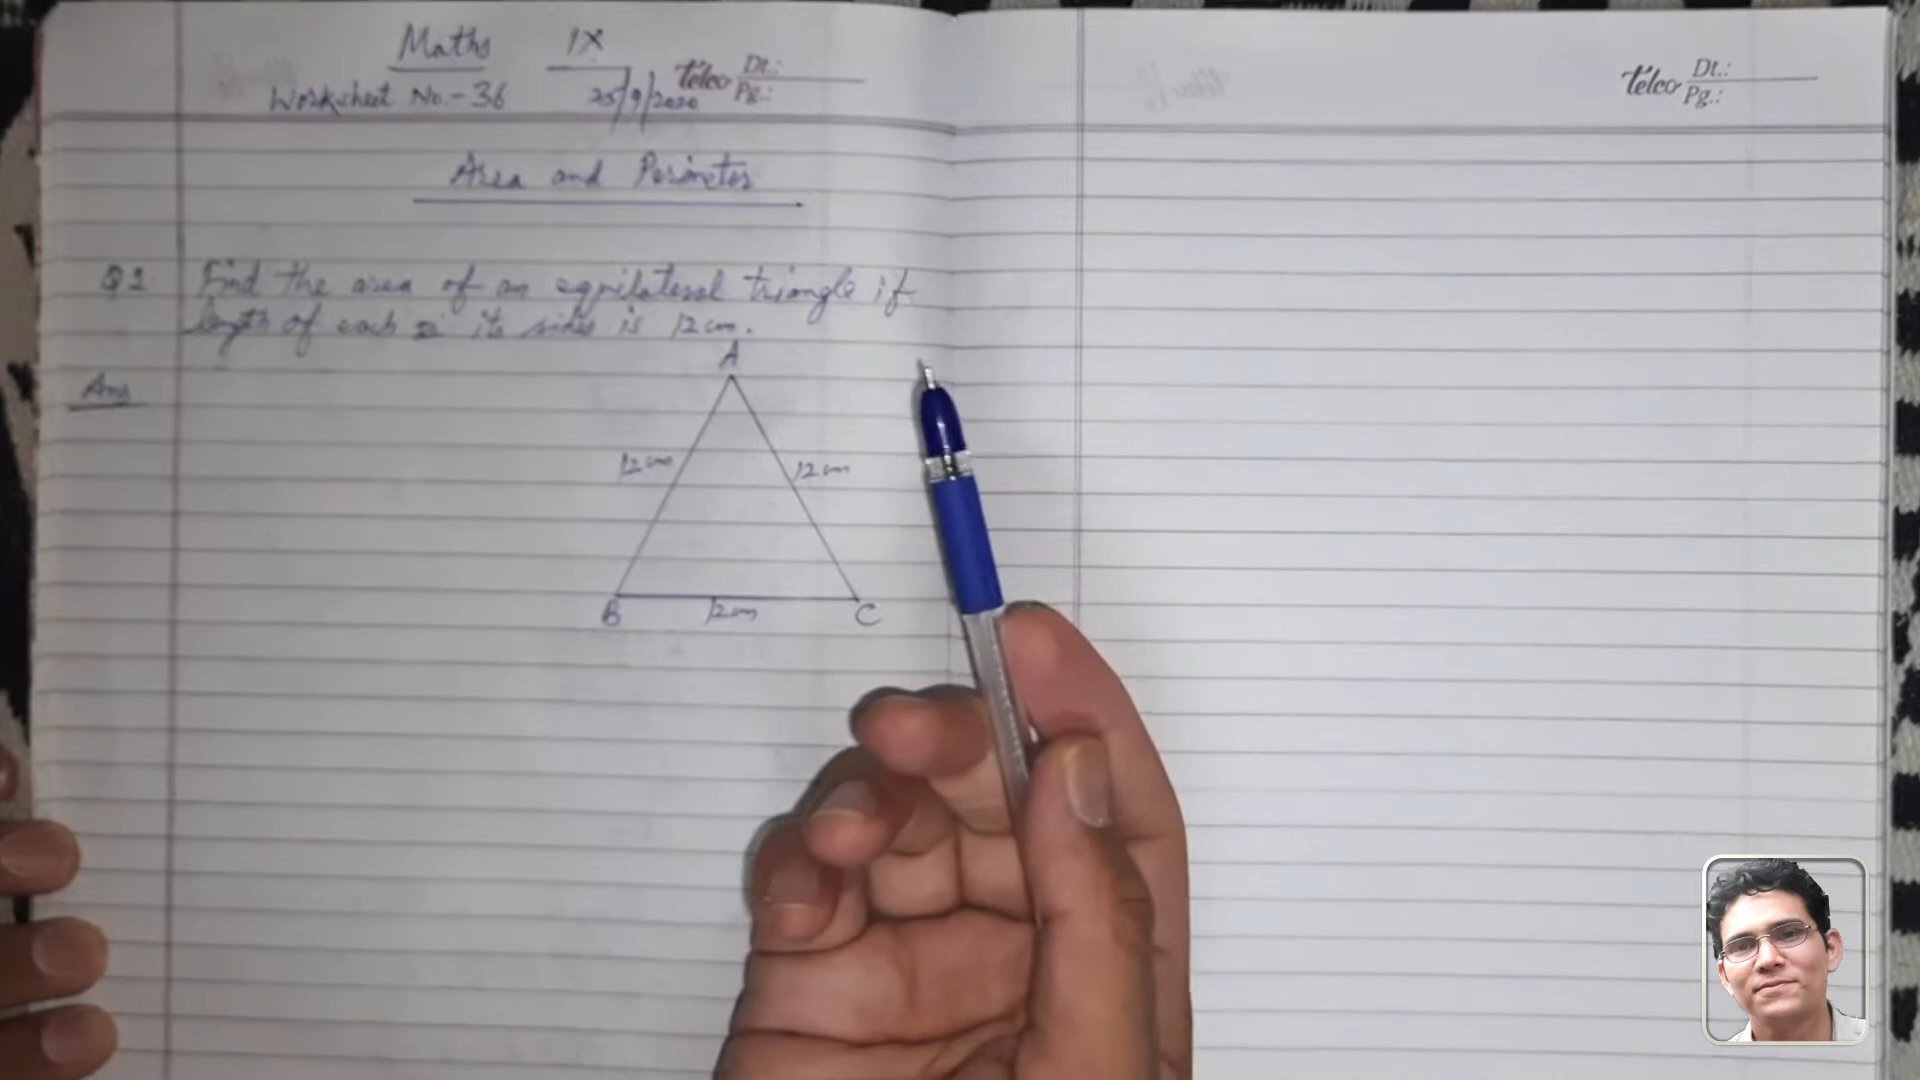 Maths IX
telco Dt.:
Pg.:
Worksheet No.-36 25/9/2020
telco Dt.:
Pg.:
Area and Perimeter
Q1 Find the area of an equilateral triangle if
length of each its sides is 12 cm.
Ans
A
12 cm
12 cm
B
12 cm
C